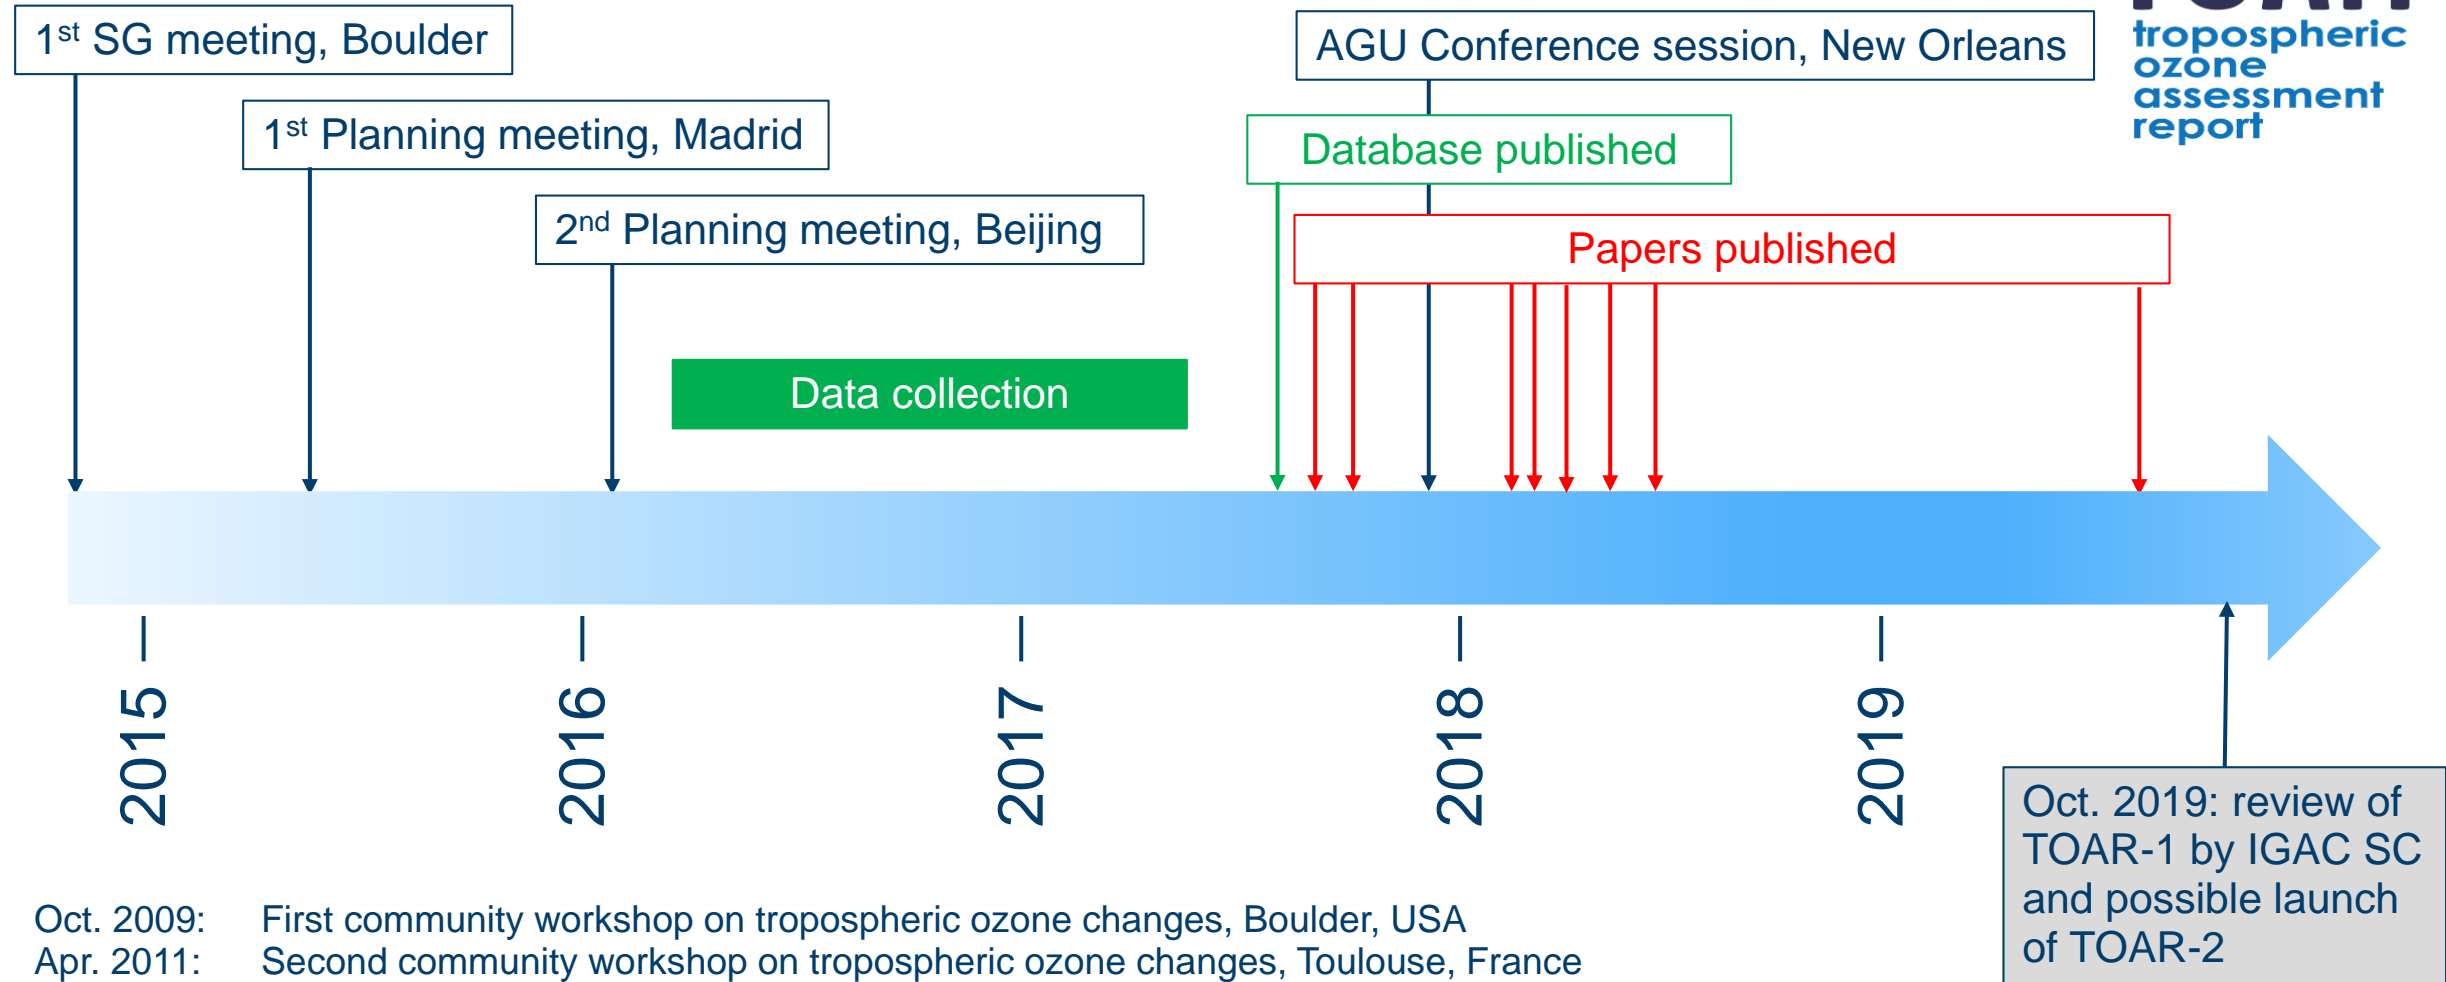 1st SG meeting, Boulder
AGU Conference session, New Orleans
tropospheric
ozone
assessment
report
1st Planning meeting, Madrid
Database published
2nd Planning meeting, Beijing
Papers published
Data collection
2015
2016
2017
2018
2019
Oct. 2019: review of
TOAR-1 by IGAC SC
and possible launch
of TOAR-2
Oct. 2009: First community workshop on tropospheric ozone changes, Boulder, USA
Apr. 2011: Second community workshop on tropospheric ozone changes, Toulouse, France